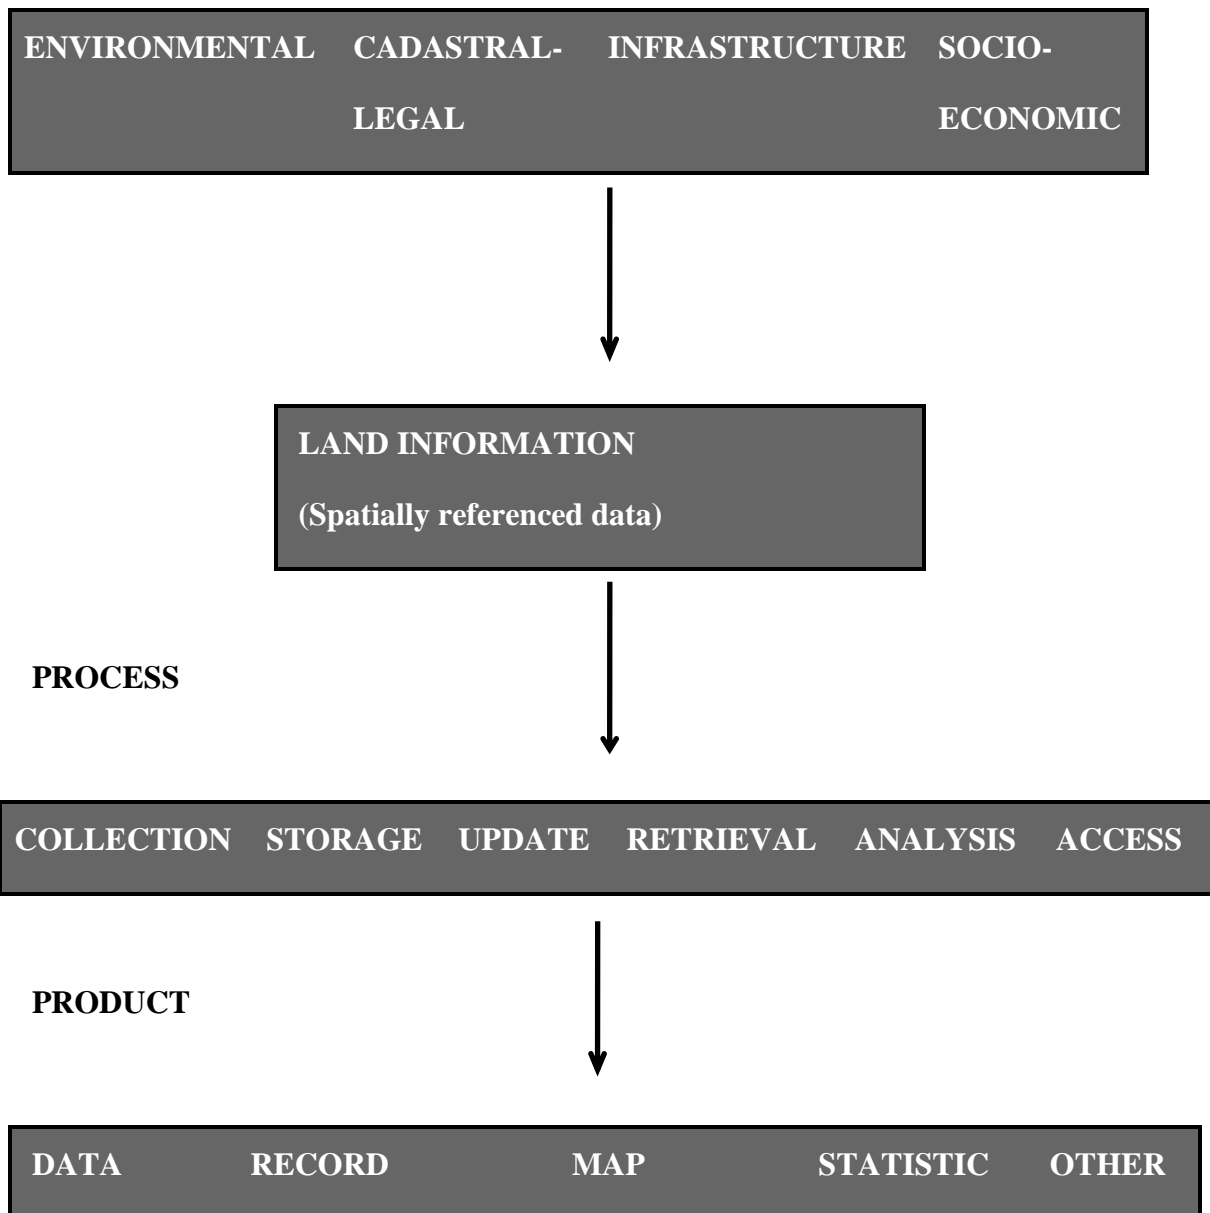 ENVIRONMENTAL CADASTRAL- INFRASTRUCTURE SOCIO-
LEGAL ECONOMIC
LAND INFORMATION
(Spatially referenced data)
PROCESS
COLLECTION STORAGE UPDATE RETRIEVAL ANALYSIS ACCESS
PRODUCT
DATA RECORD MAP STATISTIC OTHER